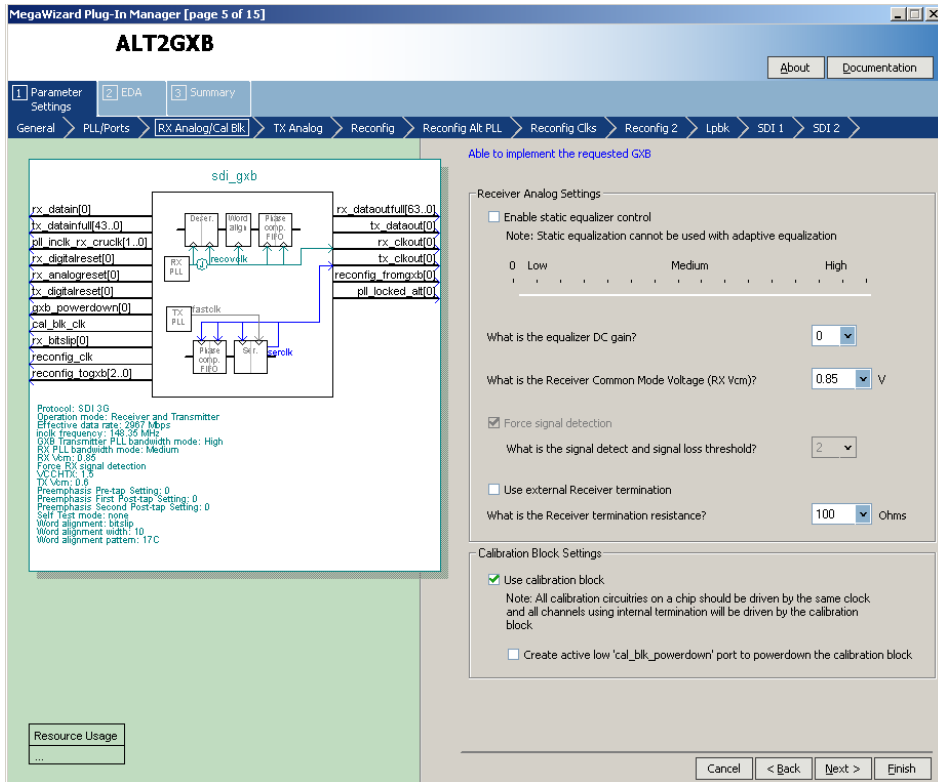 MegaWizard Plug-In Manager [page 5 of 15]
ALT2GXB
About
Documentation
1 Parameter Settings
2 EDA
3 Summary
General
PLL/Ports
RX Analog/Cal Blk
TX Analog
Reconfig
Reconfig Alt PLL
Reconfig Clks
Reconfig 2
Lpbk
SDI 1
SDI 2
sdi_gxb
rx_datain[0]
tx_datainfull[43..0]
pll_inclk_rx_cruclk[1..0]
rx_digitalreset[0]
rx_analogreset[0]
tx_digitalreset[0]
gxb_powerdown[0]
cal_blk_clk
rx_bitslip[0]
reconfig_clk
reconfig_togxb[2..0]
Deser.
Word align
Phase comp. FIFO
RX PLL
recovclk
TX PLL
fastclk
Phase comp. FIFO
Ser.
serclk
rx_dataoutfull[63..0]
tx_dataout[0]
rx_clkout[0]
tx_clkout[0]
reconfig_fromgxb[0]
pll_locked_alt[0]
Protocol: SDI 3G
Operation mode: Receiver and Transmitter
Effective data rate: 2967 Mbps
inclk frequency: 148.35 MHz
GXB Transmitter PLL bandwidth mode: High
RX PLL bandwidth mode: Medium
RX Vcm: 0.85
Force RX signal detection
VCCHTX: 1.5
TX Vcm: 0.6
Preemphasis Pre-tap Setting: 0
Preemphasis First Post-tap Setting: 0
Preemphasis Second Post-tap Setting: 0
Self Test mode: none
Word alignment: bitslip
Word alignment width: 10
Word alignment pattern: 17C
Resource Usage
...
Able to implement the requested GXB
Receiver Analog Settings
Enable static equalizer control
Note: Static equalization cannot be used with adaptive equalization
0 Low Medium High
What is the equalizer DC gain? 0
What is the Receiver Common Mode Voltage (RX Vcm)? 0.85 V
Force signal detection
What is the signal detect and signal loss threshold? 2
Use external Receiver termination
What is the Receiver termination resistance? 100 Ohms
Calibration Block Settings
Use calibration block
Note: All calibration circuitries on a chip should be driven by the same clock
and all channels using internal termination will be driven by the calibration
block
Create active low 'cal_blk_powerdown' port to powerdown the calibration block
Cancel
< Back
Next >
Finish